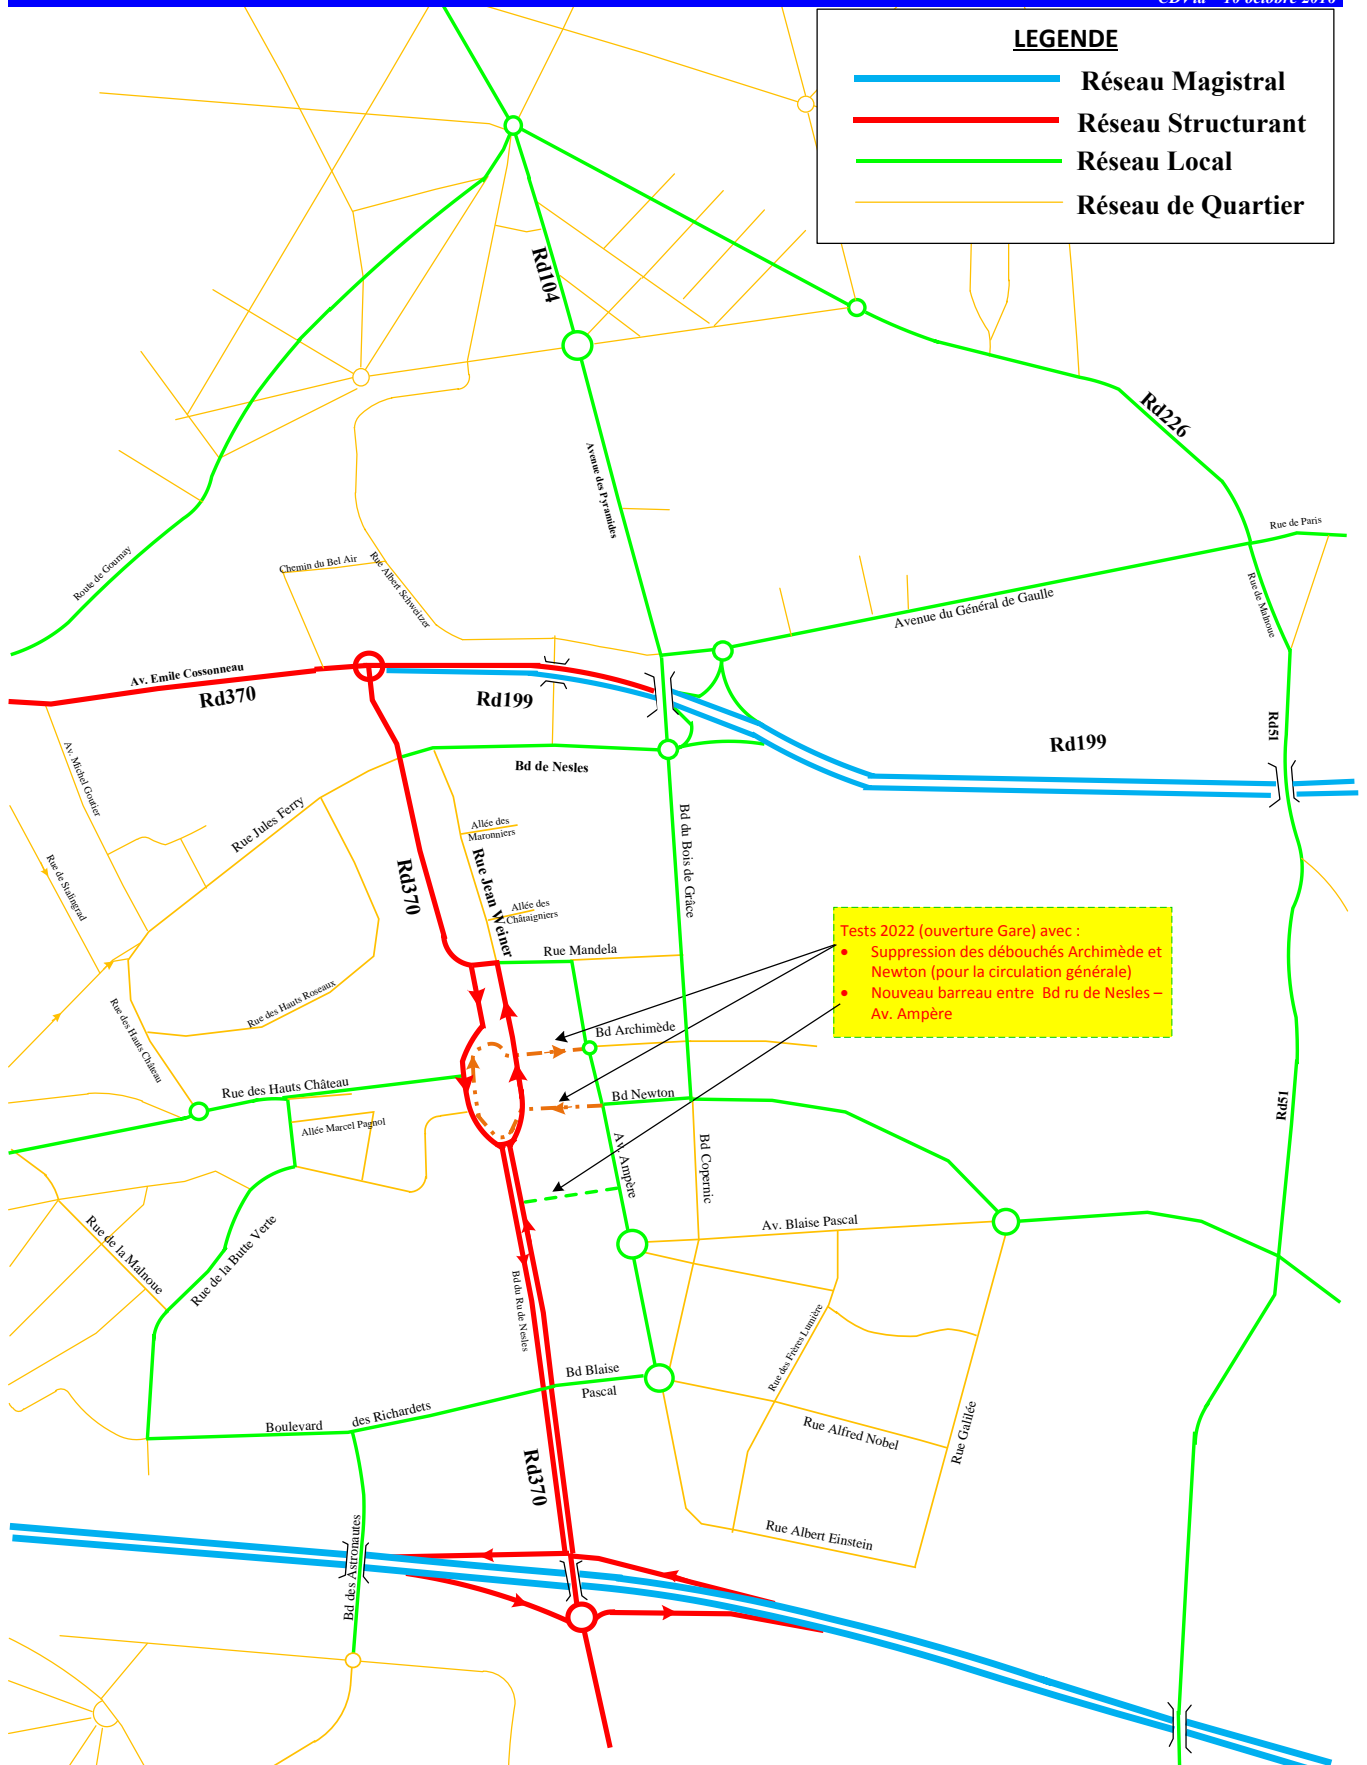 CDVia – 10 octobre 2016
LEGENDE
Réseau Magistral
Réseau Structurant
Réseau Local
Réseau de Quartier
Rd104
Rd226
Avenue des Pyramides
Rue de Paris
Route de Gournay
Chemin du Bel Air
Rue Albert Schweitzer
Rue de Malnoue
Avenue du Général de Gaulle
Av. Emile Cossonneau
Rd370
Rd199
Rd51
Rd199
Av. Michel Goutier
Bd de Nesles
Rue Jules Ferry
Allée des
Maronniers
Bd du Bois de Grâce
Rue de Stalingrad
Rd370
Rue Jean Weiner
Allée des
Châtaigniers
Rue Mandela
Tests 2022 (ouverture Gare) avec :
• Suppression des débouchés Archimède et
Newton (pour la circulation générale)
• Nouveau barreau entre Bd ru de Nesles –
Av. Ampère
Rue des Hauts Roseaux
Rue des Hauts Château
Bd Archimède
Rue des Hauts Château
Bd Newton
Rd51
Allée Marcel Pagnol
Av. Ampère
Bd Copernic
Rue de la Malnoue
Rue de la Butte Verte
Av. Blaise Pascal
Bd du Ru de Nesles
Rue des Frères Lumière
Bd Blaise
Pascal
Boulevard
des Richardets
Rue Alfred Nobel
Rue Galilée
Rd370
Rue Albert Einstein
Bd des Astronautes